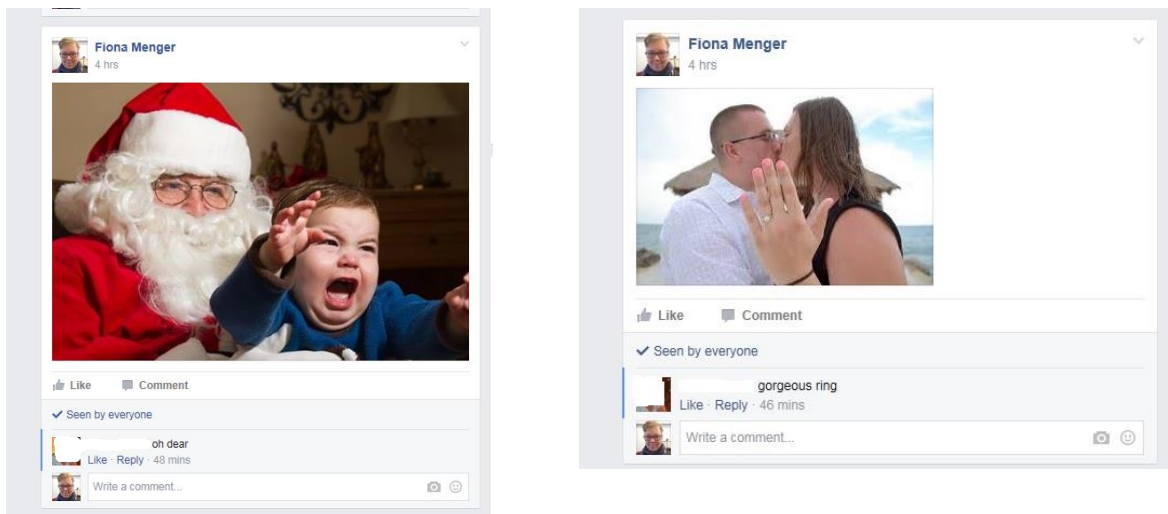 Fiona Menger
4 hrs
Like Comment
Seen by everyone
oh dear
Like · Reply · 48 mins
Write a comment...
Fiona Menger
4 hrs
Like Comment
Seen by everyone
gorgeous ring
Like · Reply · 46 mins
Write a comment...